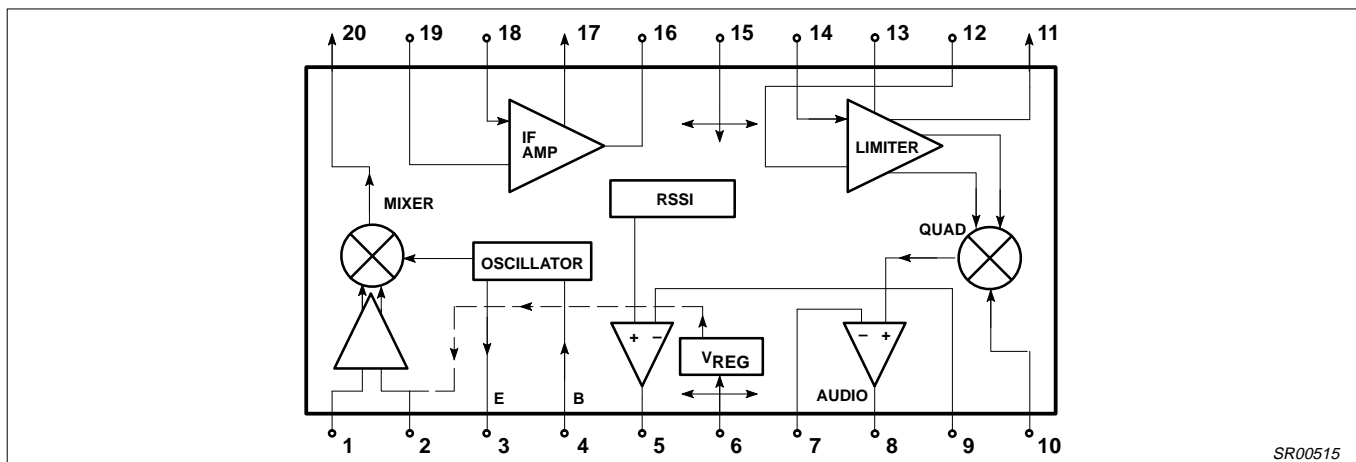 20 19 18 17 16 15 14 13 12 11
IF
AMP
LIMITER
RSSI
MIXER
QUAD
OSCILLATOR
+ −
− +
VREG
E B
AUDIO
1 2 3 4 5 6 7 8 9 10
SR00515